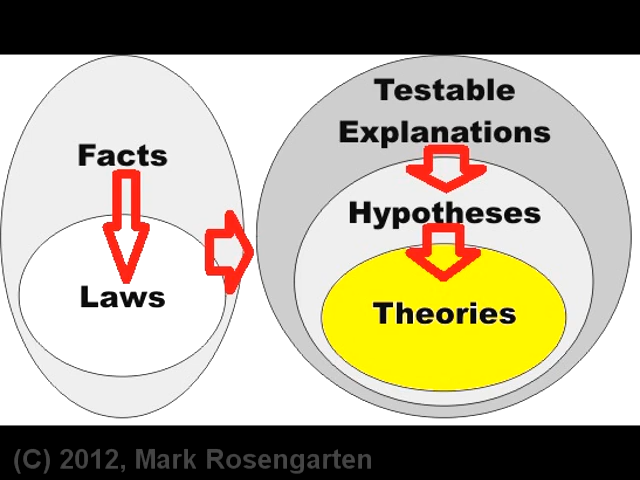 Facts
Laws
Testable
Explanations
Hypotheses
Theories
(C) 2012, Mark Rosengarten